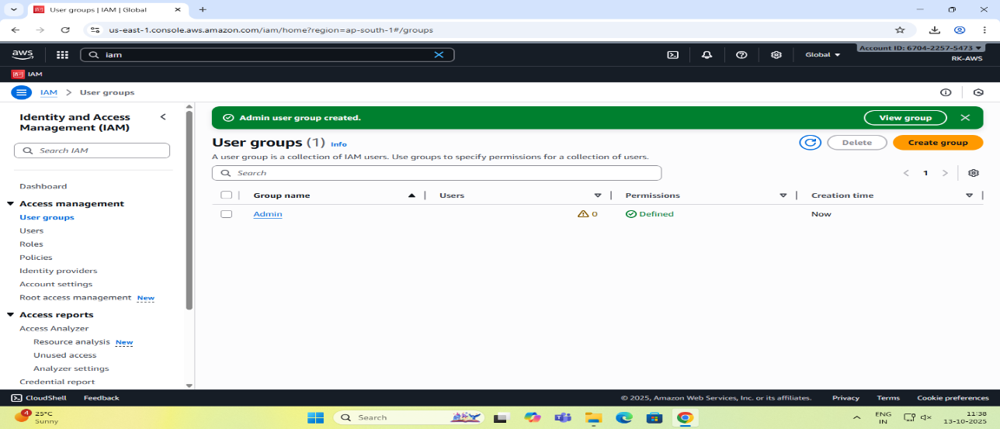 User groups | IAM | Global
us-east-1.console.aws.amazon.com/iam/home?region=ap-south-1#/groups
aws
iam
Global
Account ID: 6704-2257-5473
RK-AWS
IAM
IAM > User groups
Identity and Access Management (IAM)
Search IAM
Dashboard
Access management
User groups
Users
Roles
Policies
Identity providers
Account settings
Root access management New
Access reports
Access Analyzer
Resource analysis New
Unused access
Analyzer settings
Credential report
Admin user group created.
View group
User groups (1) Info
Delete
Create group
A user group is a collection of IAM users. Use groups to specify permissions for a collection of users.
Search
1
Group name Users Permissions Creation time
Admin 0 Defined Now
CloudShell Feedback © 2025, Amazon Web Services, Inc. or its affiliates. Privacy Terms Cookie preferences
4
25°C
Sunny
Search
ENG
IN
11:38
13-10-2025